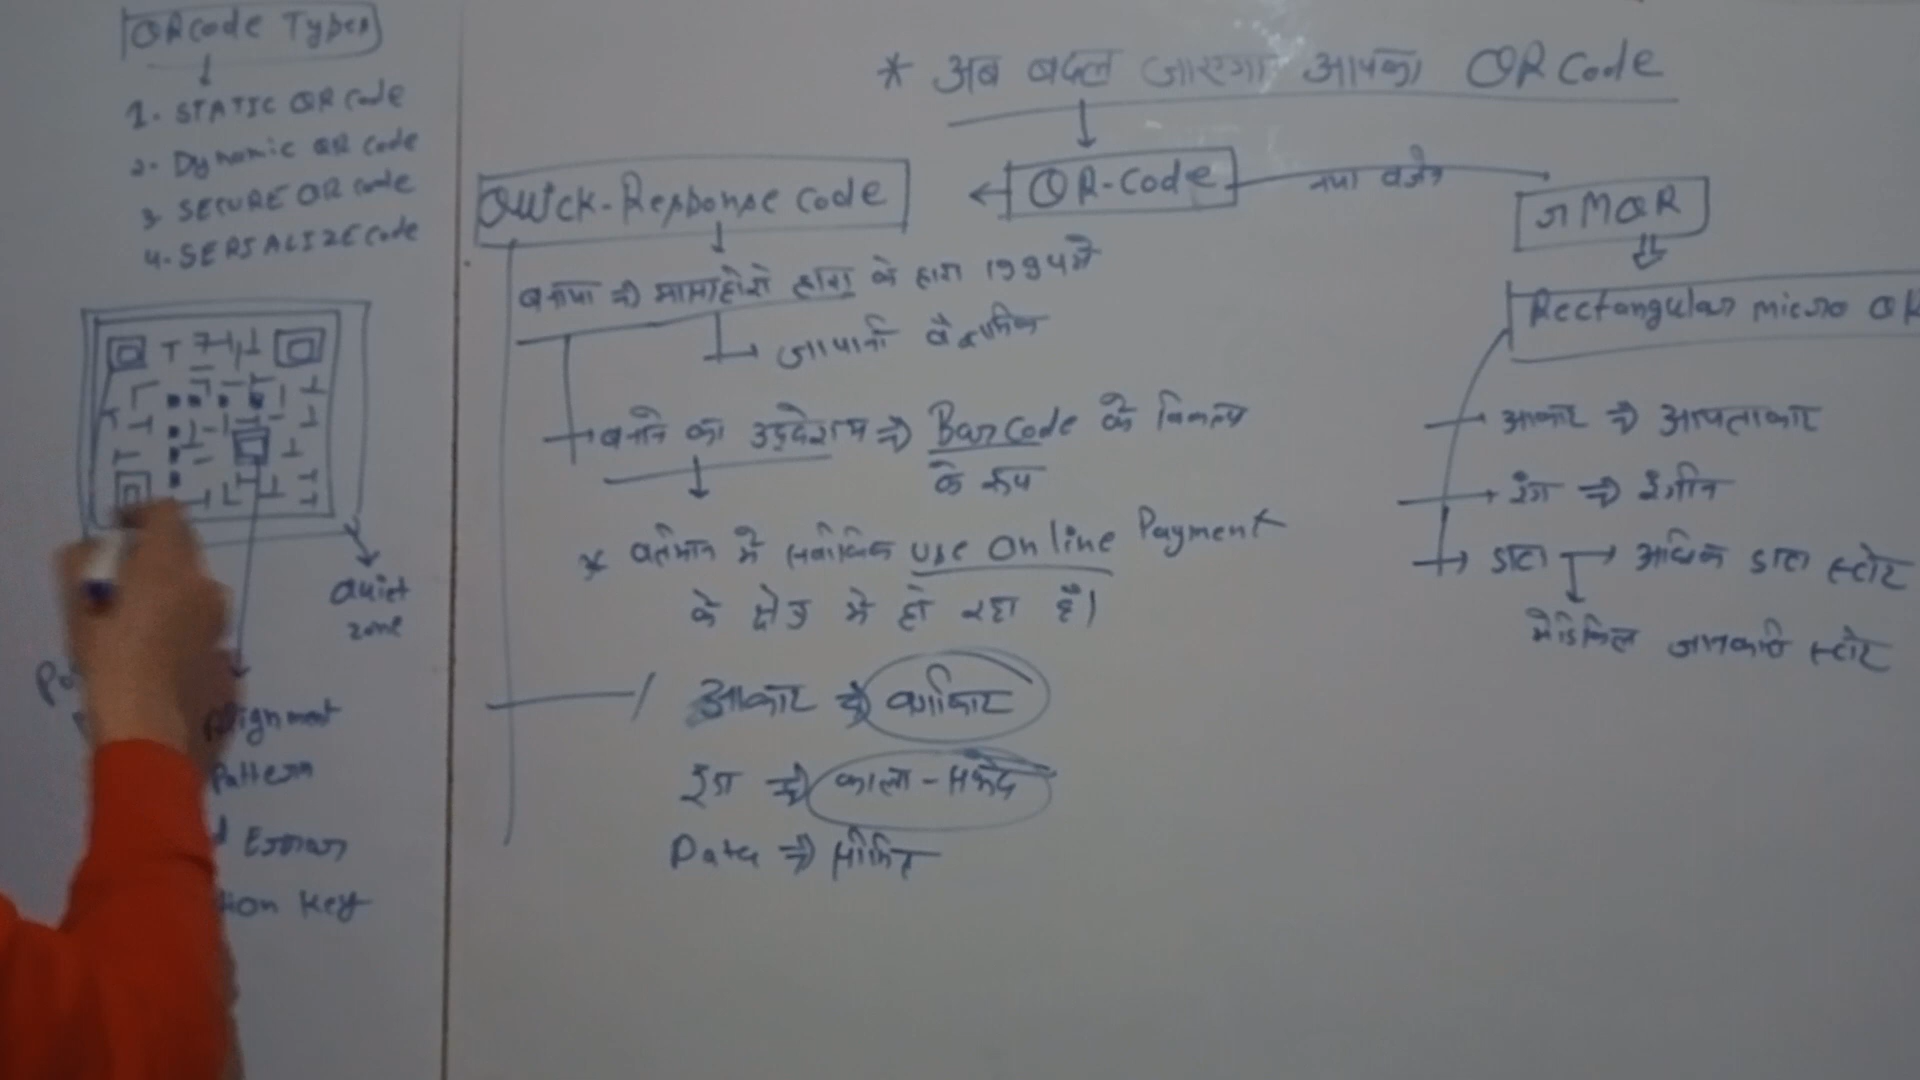 QRcode Types
1. STATIC QR code
2. Dynamic QR code
3 SECURE QR code
4. SERIALIZE code
Quiet
zone
Alignment
Pattern
Error
tion key
* अब बदल जाएगा आपका QR Code
QR-Code
नया वर्जन
Quick-Response code
बनाया ⇒ मासाहीरो हारा के द्वारा 1994 में
जापानी वैज्ञानिक
बनाने का उद्देश्य ⇒ Barcode के विकल्प
के रूप
* वर्तमान में सर्वाधिक use Online Payment
के क्षेत्र में हो रहा है।
आकार ⇒ वर्गाकार
रंग ⇒ काला-सफेद
Data ⇒ सीमित
rMQR
Rectangular micro QR
आकार ⇒ आयताकार
रंग ⇒ रंगीन
डाटा → अधिक डाटा स्टोर
मेडिकल जानकारी स्टोर